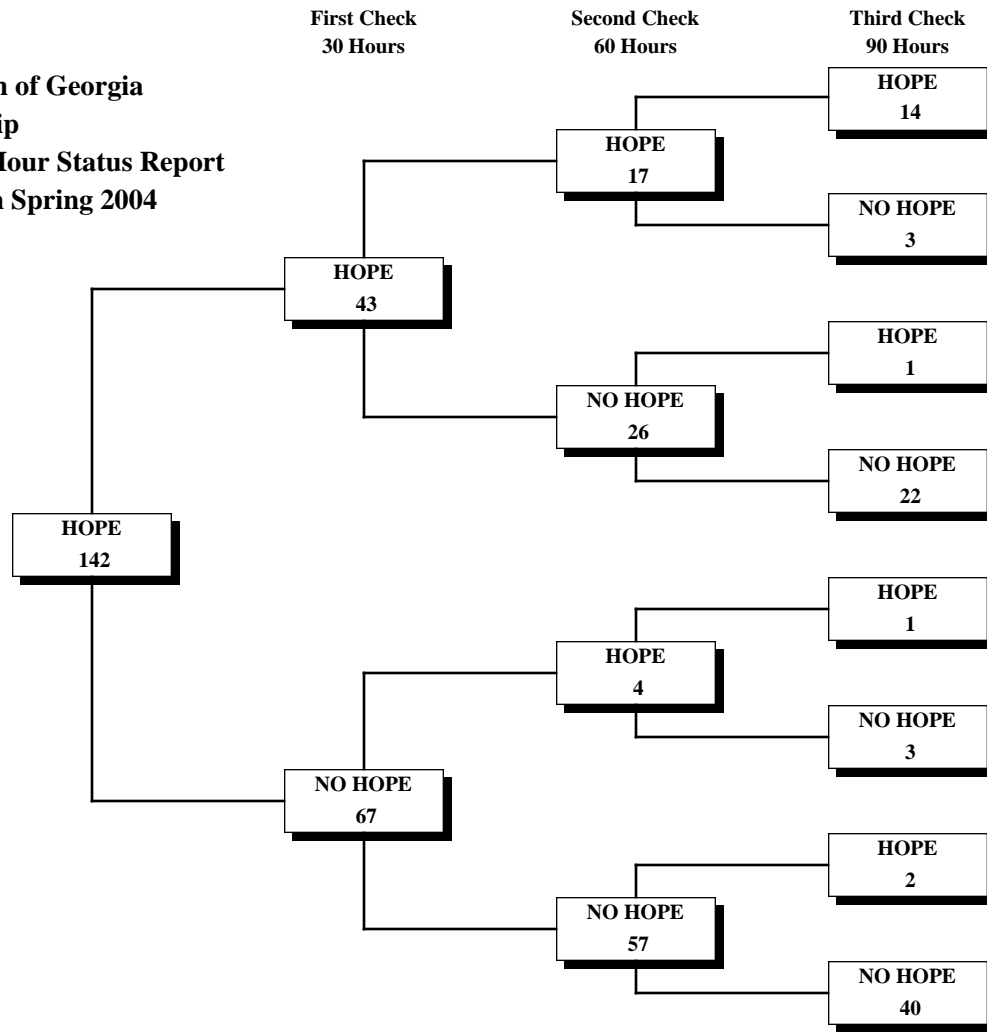 First Check
30 Hours
Second Check
60 Hours
Third Check
90 Hours
of Georgia
Hour Status Report
Spring 2004
HOPE
142
HOPE
43
NO HOPE
67
HOPE
17
NO HOPE
26
HOPE
4
NO HOPE
57
HOPE
14
NO HOPE
3
HOPE
1
NO HOPE
22
HOPE
1
NO HOPE
3
HOPE
2
NO HOPE
40